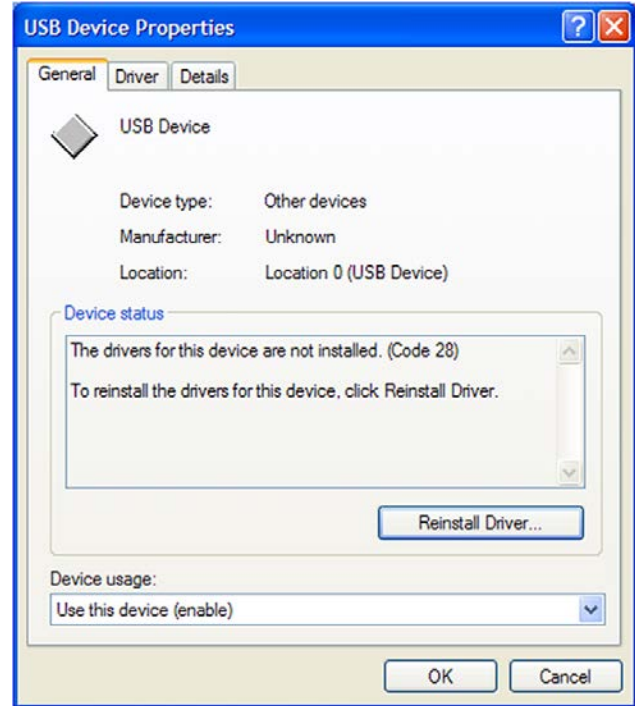 USB Device Properties
General Driver Details
USB Device
Device type: Other devices
Manufacturer: Unknown
Location: Location 0 (USB Device)
Device status
The drivers for this device are not installed. (Code 28)
To reinstall the drivers for this device, click Reinstall Driver.
Reinstall Driver...
Device usage:
Use this device (enable)
OK Cancel